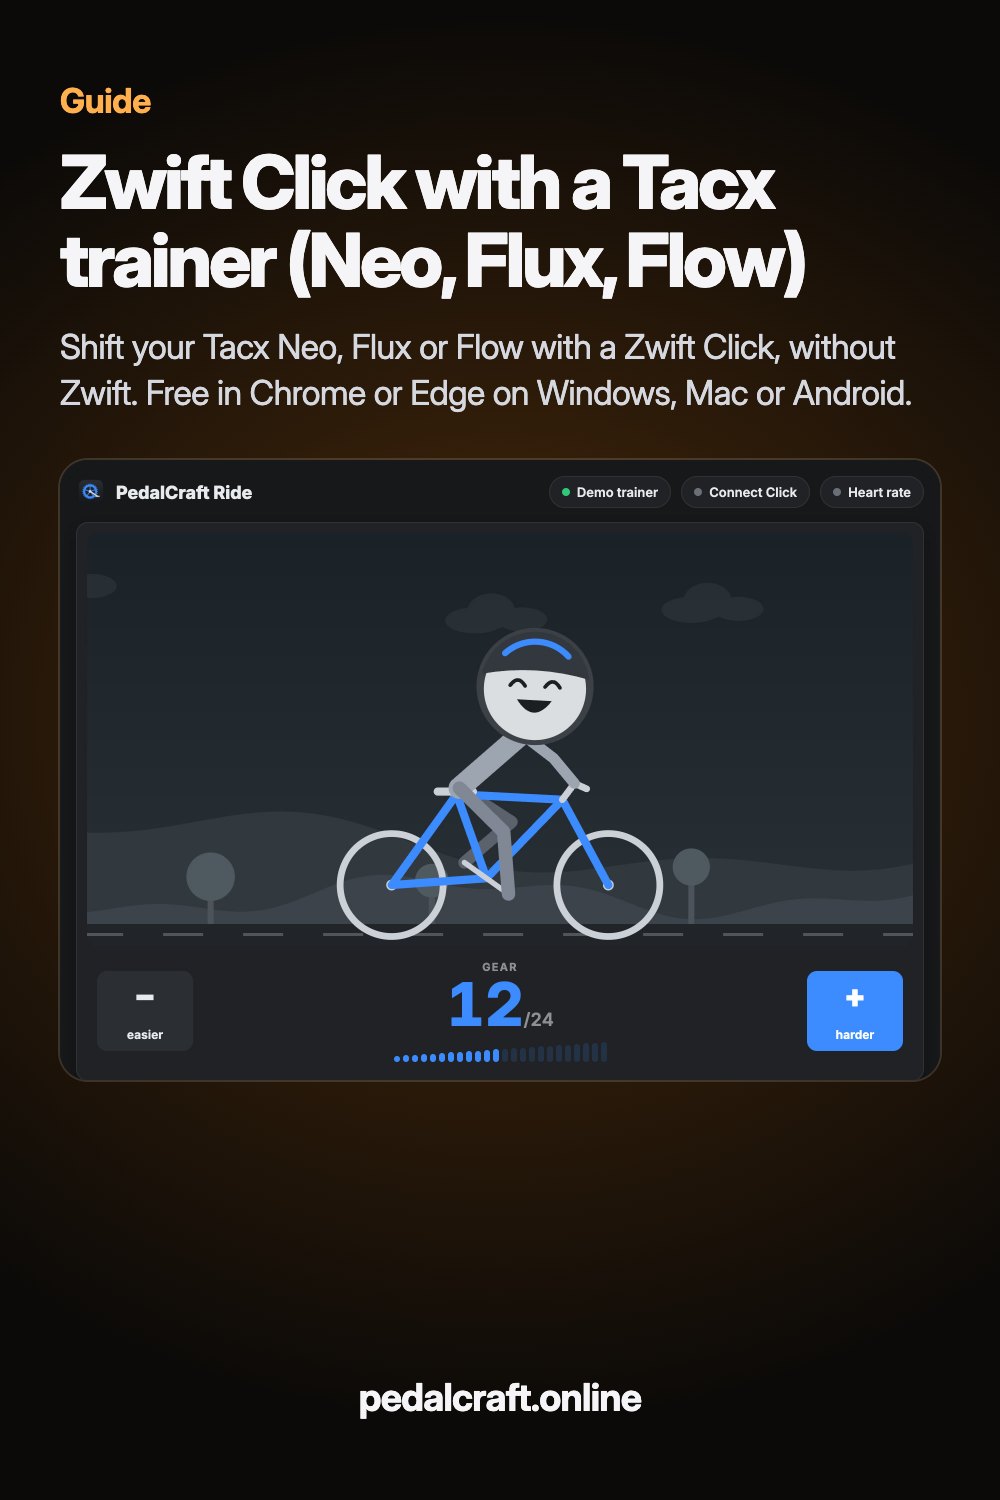 Guide
Zwift Click with a Tacx
trainer (Neo, Flux, Flow)
Shift your Tacx Neo, Flux or Flow with a Zwift Click, without
Zwift. Free in Chrome or Edge on Windows, Mac or Android.
PedalCraft Ride
Demo trainer
Connect Click
Heart rate
GEAR
12/24
−
easier
+
harder
pedalcraft.online